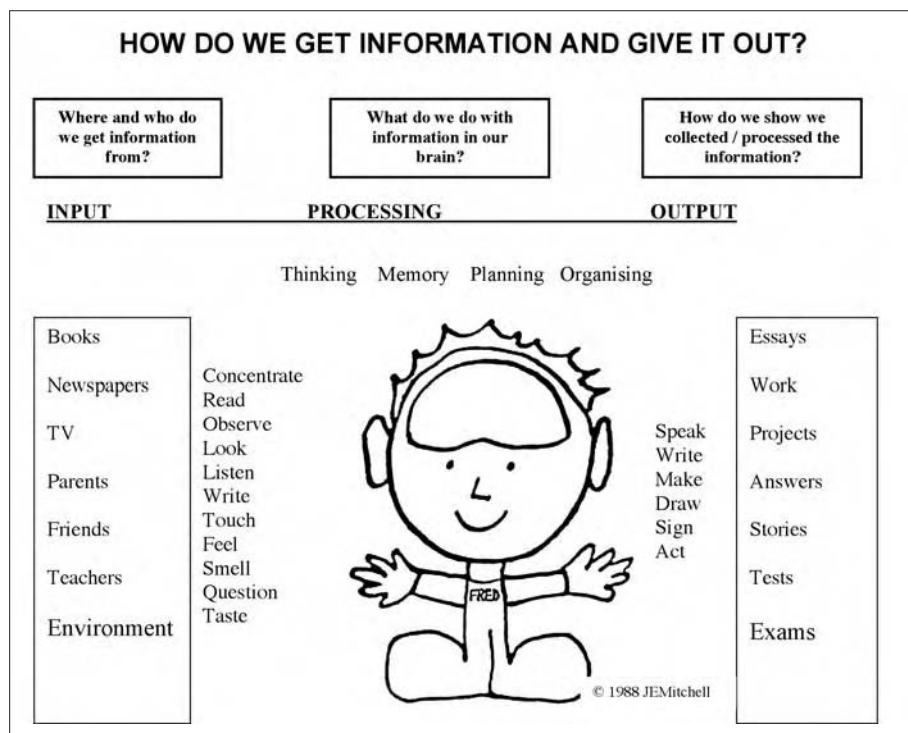 HOW DO WE GET INFORMATION AND GIVE IT OUT?
Where and who do
we get information
from?
What do we do with
information in our
brain?
How do we show we
collected / processed the
information?
INPUT PROCESSING OUTPUT
Thinking Memory Planning Organising
Books
Newspapers
TV
Parents
Friends
Teachers
Environment
Concentrate
Read
Observe
Look
Listen
Write
Touch
Feel
Smell
Question
Taste
FRED
Speak
Write
Make
Draw
Sign
Act
Essays
Work
Projects
Answers
Stories
Tests
Exams
© 1988 JEMitchell